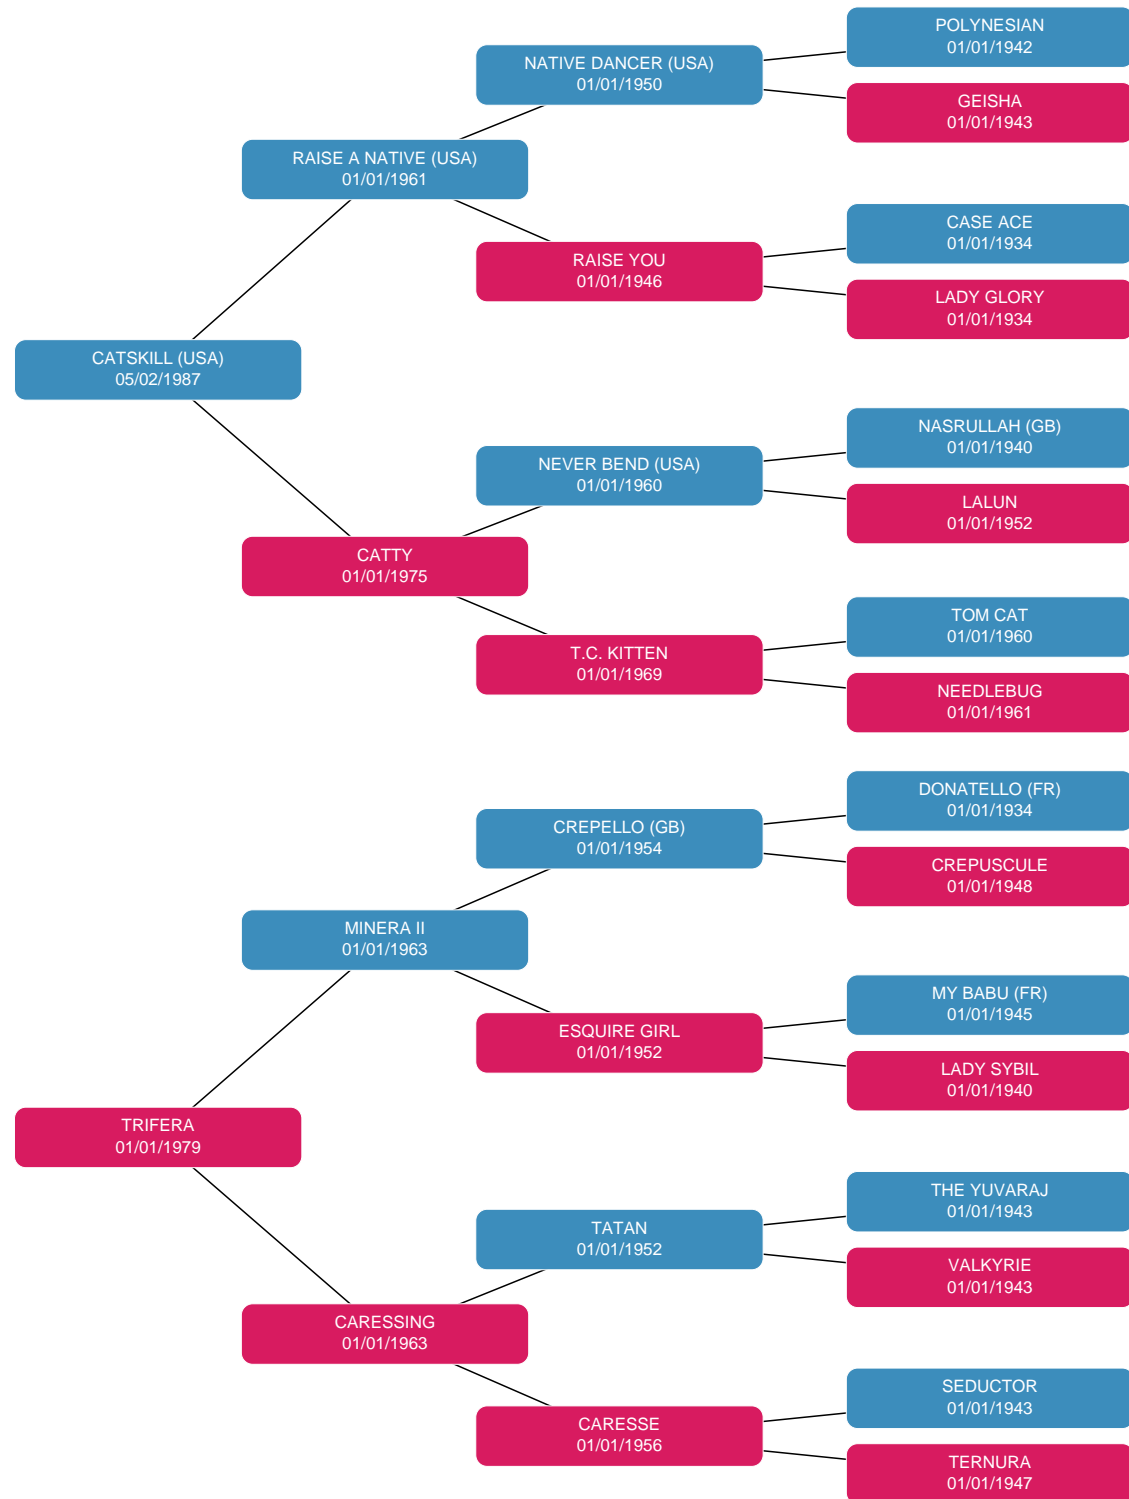 POLYNESIAN
01/01/1942
NATIVE DANCER (USA)
01/01/1950
GEISHA
01/01/1943
RAISE A NATIVE (USA)
01/01/1961
CASE ACE
01/01/1934
RAISE YOU
01/01/1946
LADY GLORY
01/01/1934
CATSKILL (USA)
05/02/1987
NASRULLAH (GB)
01/01/1940
NEVER BEND (USA)
01/01/1960
LALUN
01/01/1952
CATTY
01/01/1975
TOM CAT
01/01/1960
T.C. KITTEN
01/01/1969
NEEDLEBUG
01/01/1961
DONATELLO (FR)
01/01/1934
CREPELLO (GB)
01/01/1954
CREPUSCULE
01/01/1948
MINERA II
01/01/1963
MY BABU (FR)
01/01/1945
ESQUIRE GIRL
01/01/1952
LADY SYBIL
01/01/1940
TRIFERA
01/01/1979
THE YUVARAJ
01/01/1943
TATAN
01/01/1952
VALKYRIE
01/01/1943
CARESSING
01/01/1963
SEDUCTOR
01/01/1943
CARESSE
01/01/1956
TERNURA
01/01/1947